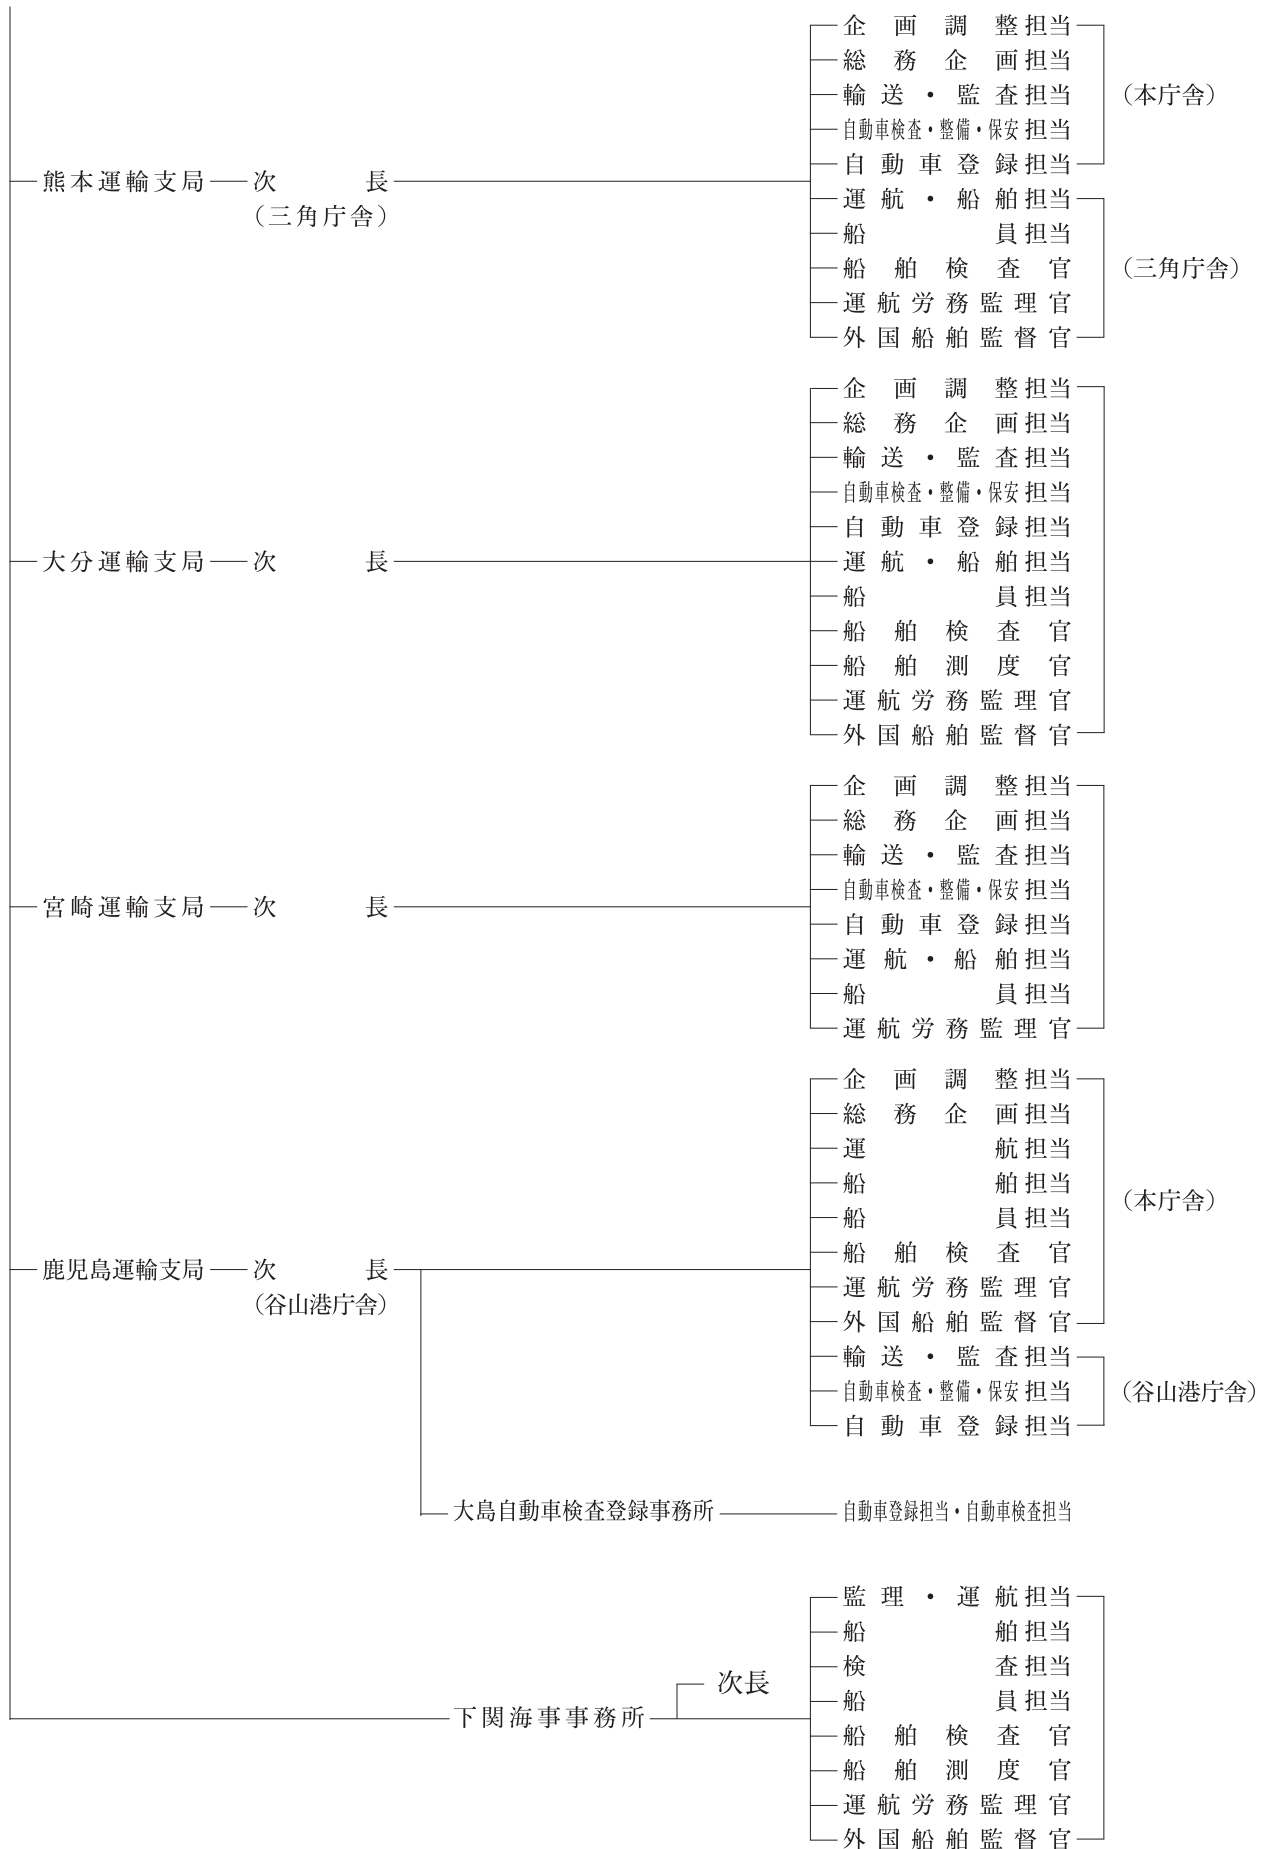 企画調整担当
総務企画担当
輸送・監査担当
(本庁舎)
自動車検査・整備・保安担当
自動車登録担当
熊本運輸支局 次長
(三角庁舎)
運航・船舶担当
船員担当
船舶検査官
(三角庁舎)
運航労務監理官
外国船舶監督官
企画調整担当
総務企画担当
輸送・監査担当
自動車検査・整備・保安担当
自動車登録担当
大分運輸支局 次長
運航・船舶担当
船員担当
船舶検査官
船舶測度官
運航労務監理官
外国船舶監督官
企画調整担当
総務企画担当
輸送・監査担当
自動車検査・整備・保安担当
宮崎運輸支局 次長
自動車登録担当
運航・船舶担当
船員担当
運航労務監理官
企画調整担当
総務企画担当
運航担当
船舶担当
(本庁舎)
船員担当
船舶検査官
鹿児島運輸支局 次長
(谷山港庁舎)
運航労務監理官
外国船舶監督官
輸送・監査担当
自動車検査・整備・保安担当
(谷山港庁舎)
自動車登録担当
大島自動車検査登録事務所 自動車登録担当・自動車検査担当
監理・運航担当
船舶担当
検査担当
次長
船員担当
下関海事事務所
船舶検査官
船舶測度官
運航労務監理官
外国船舶監督官